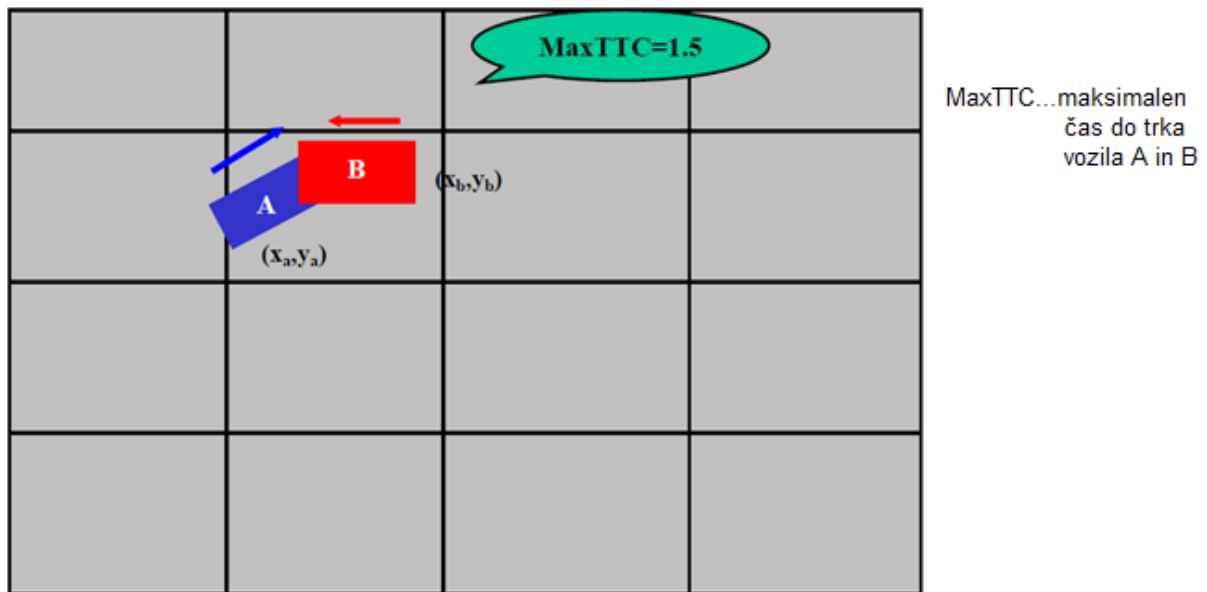 MaxTTC=1.5
MaxTTC...maksimalen
čas do trka
vozila A in B
B
(xb,yb)
A
(xa,ya)